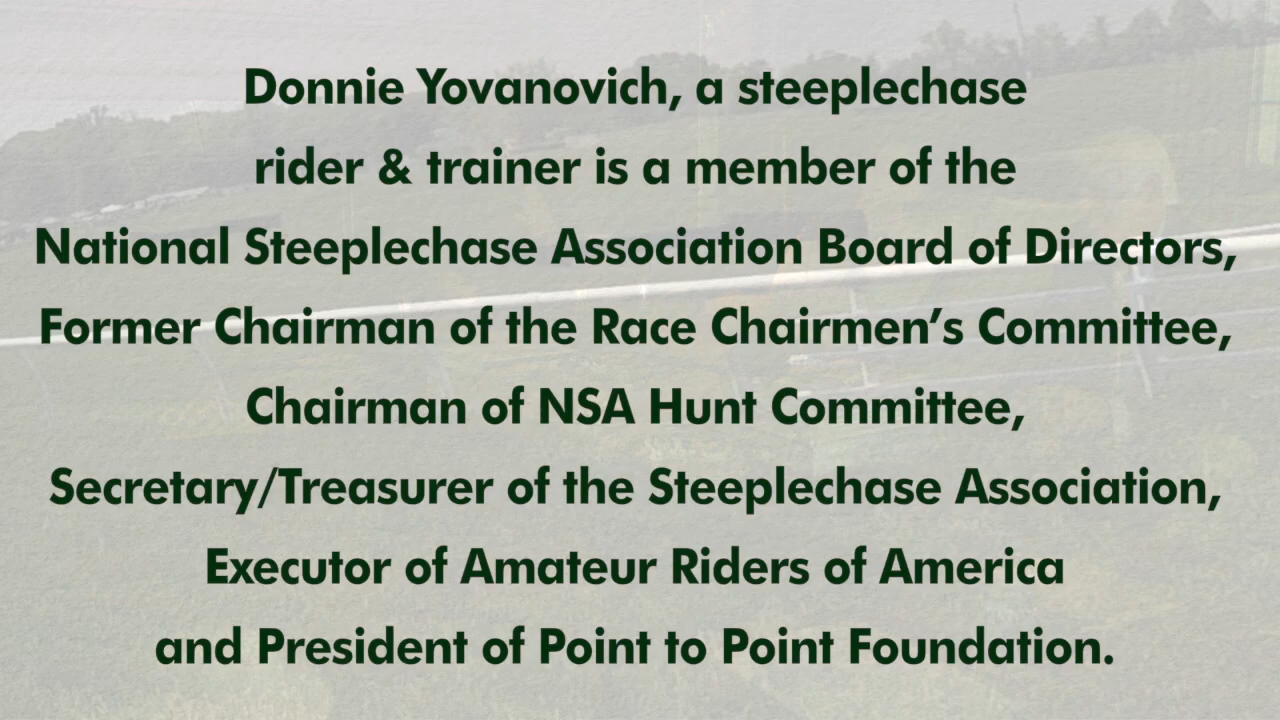 Donnie Yovanovich, a steeplechase
rider & trainer is a member of the
National Steeplechase Association Board of Directors,
Former Chairman of the Race Chairmen’s Committee,
Chairman of NSA Hunt Committee,
Secretary/Treasurer of the Steeplechase Association,
Executor of Amateur Riders of America
and President of Point to Point Foundation.